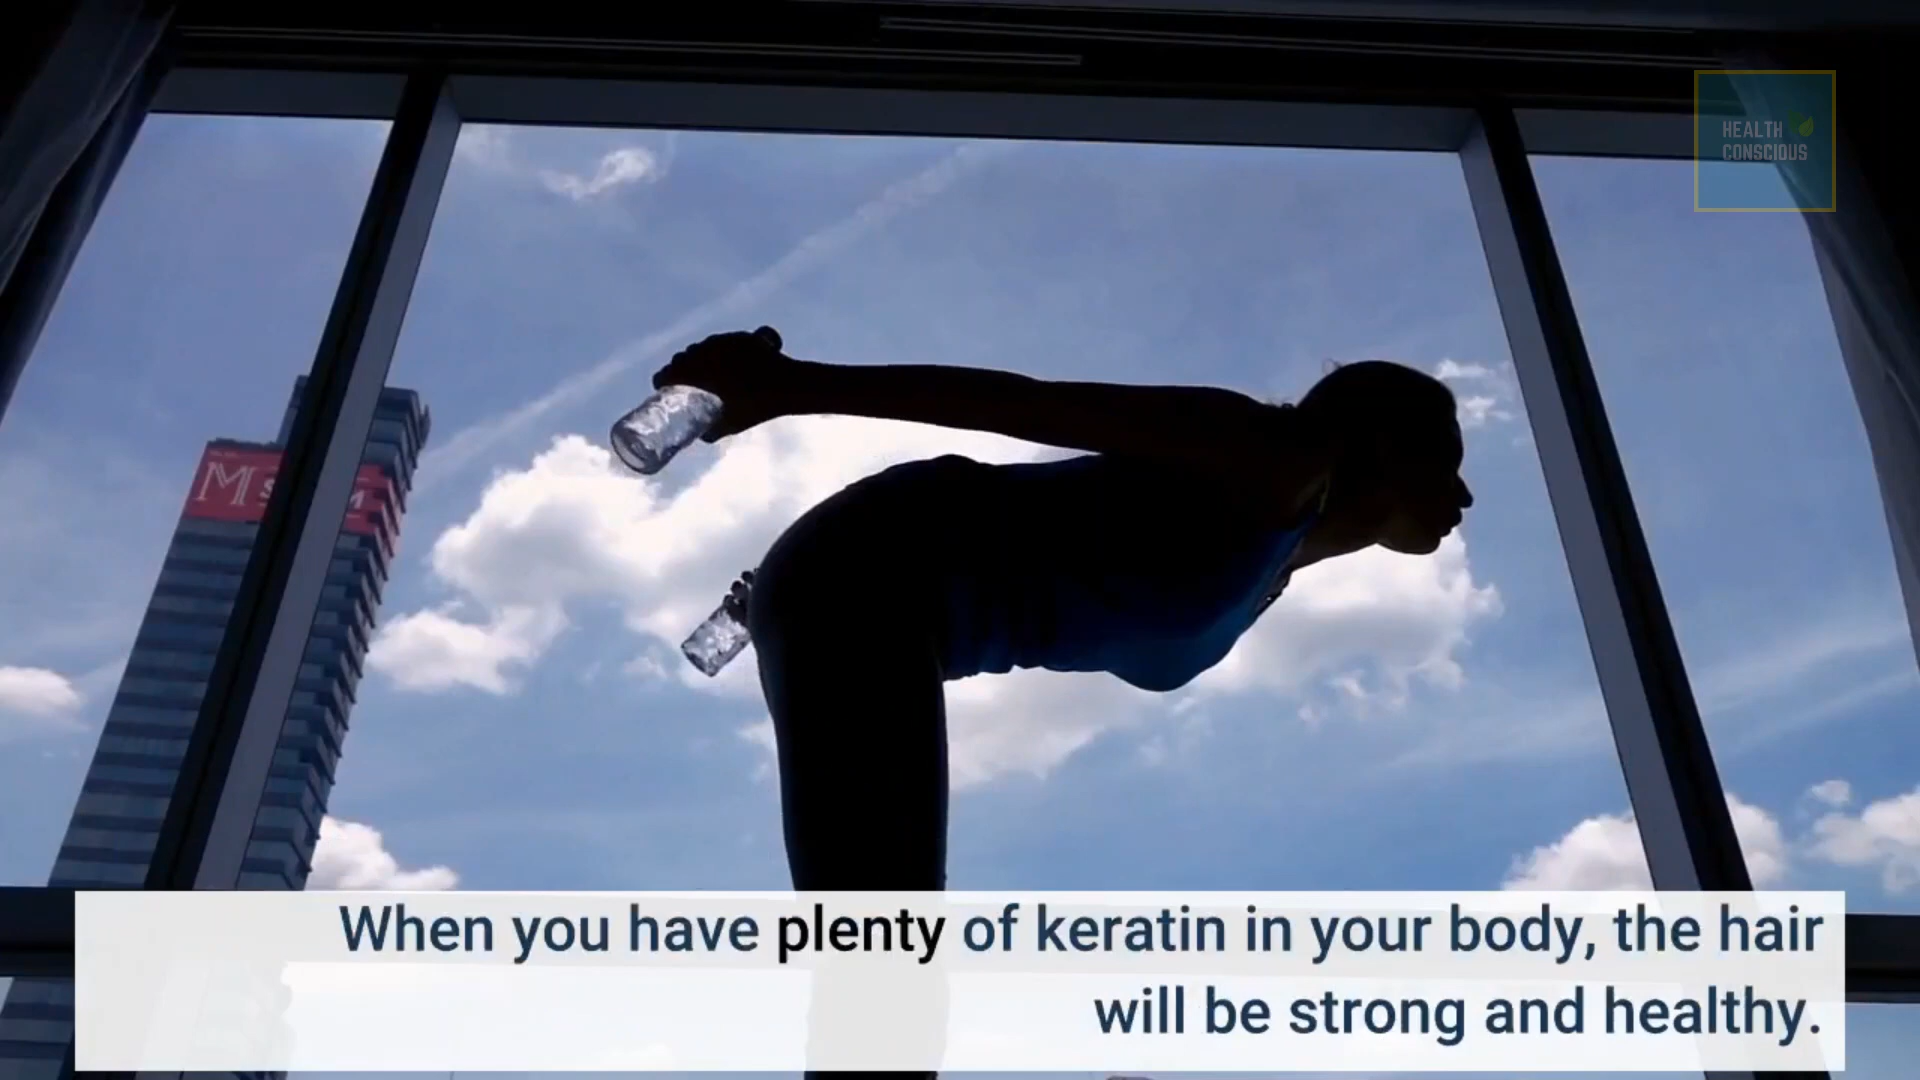 HEALTH
CONSCIOUS
M
When you have plenty of keratin in your body, the hair
will be strong and healthy.